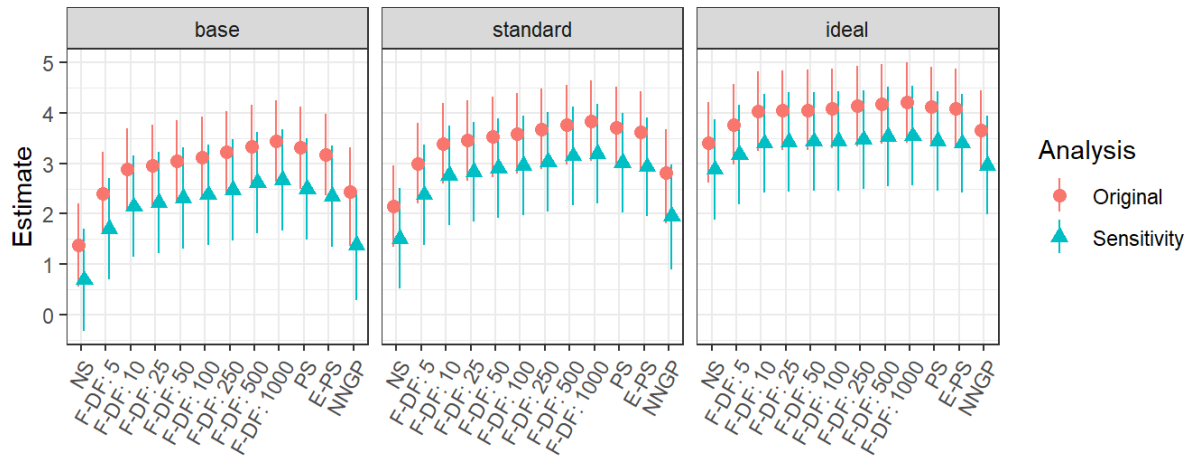 base
standard
ideal
Estimate
5
4
3
2
1
0
NS
F-DF: 5
F-DF: 10
F-DF: 25
F-DF: 50
F-DF: 100
F-DF: 250
F-DF: 500
F-DF: 1000
PS
E-PS
NNGP
NS
F-DF: 5
F-DF: 10
F-DF: 25
F-DF: 50
F-DF: 100
F-DF: 250
F-DF: 500
F-DF: 1000
PS
E-PS
NNGP
NS
F-DF: 5
F-DF: 10
F-DF: 25
F-DF: 50
F-DF: 100
F-DF: 250
F-DF: 500
F-DF: 1000
PS
E-PS
NNGP
Analysis
Original
Sensitivity